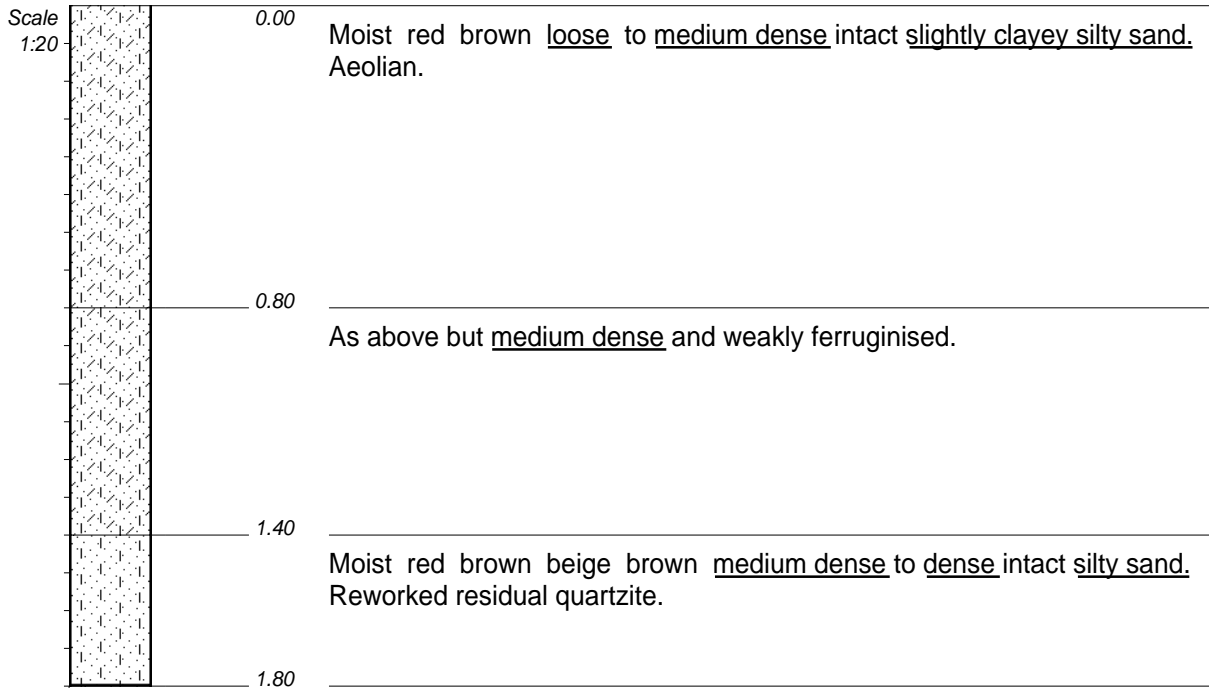 Scale
1:20
0.00
Moist red brown loose to medium dense intact slightly clayey silty sand.
Aeolian.
0.80
As above but medium dense and weakly ferruginised.
1.40
Moist red brown beige brown medium dense to dense intact silty sand.
Reworked residual quartzite.
1.80